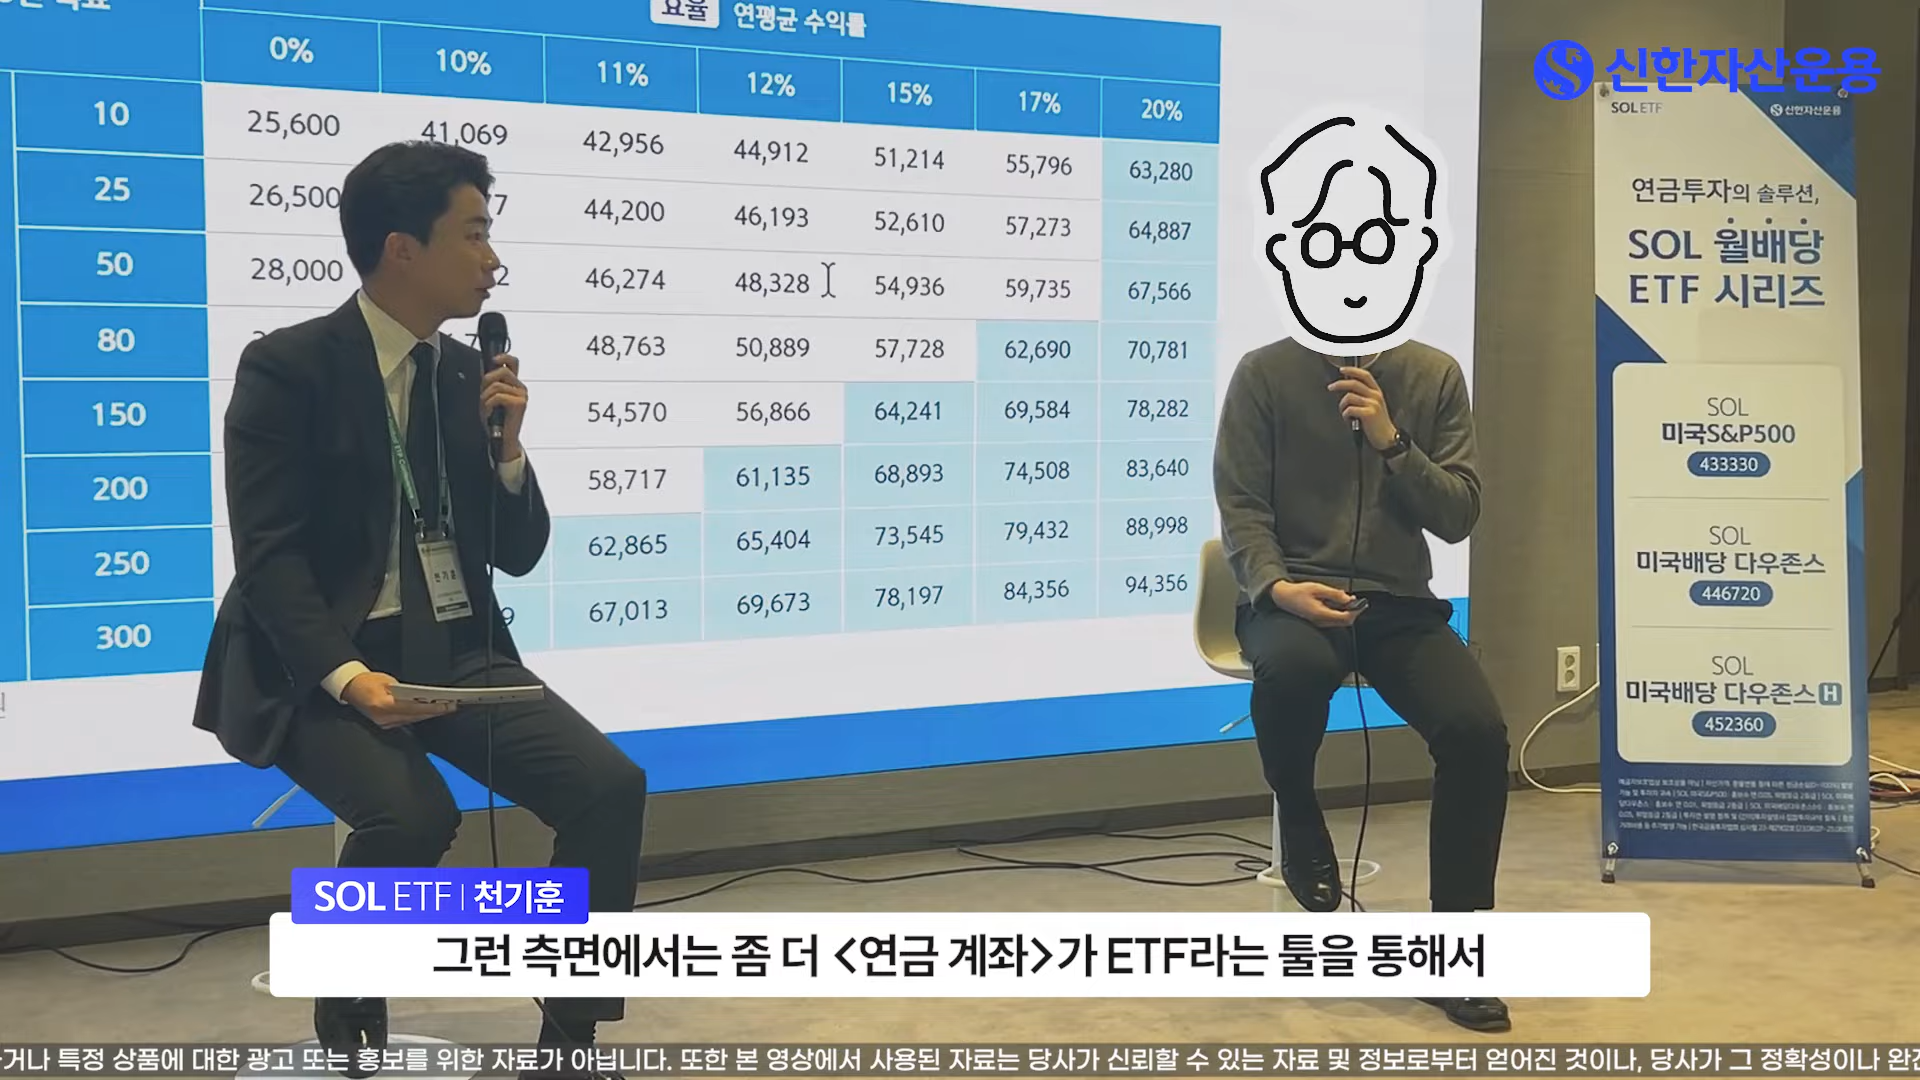 요율 연평균 수익률
0% 10% 11% 12% 15% 17% 20%
10 25,600 41,069 42,956 44,912 51,214 55,796 63,280
25 26,500 44,200 46,193 52,610 57,273 64,887
50 28,000 46,274 48,328 54,936 59,735 67,566
80 48,763 50,889 57,728 62,690 70,781
150 54,570 56,866 64,241 69,584 78,282
200 58,717 61,135 68,893 74,508 83,640
250 62,865 65,404 73,545 79,432 88,998
300 67,013 69,673 78,197 84,356 94,356
신한자산운용
SOL ETF 신한자산운용
연금투자의 솔루션,
SOL 월배당
ETF 시리즈
SOL
미국S&P500
433330
SOL
미국배당 다우존스
446720
SOL
미국배당 다우존스 H
452360
천기훈
SOL ETF | 천기훈
그런 측면에서는 좀 더 <연금 계좌>가 ETF라는 툴을 통해서
거나 특정 상품에 대한 광고 또는 홍보를 위한 자료가 아닙니다. 또한 본 영상에서 사용된 자료는 당사가 신뢰할 수 있는 자료 및 정보로부터 얻어진 것이나, 당사가 그 정확성이나